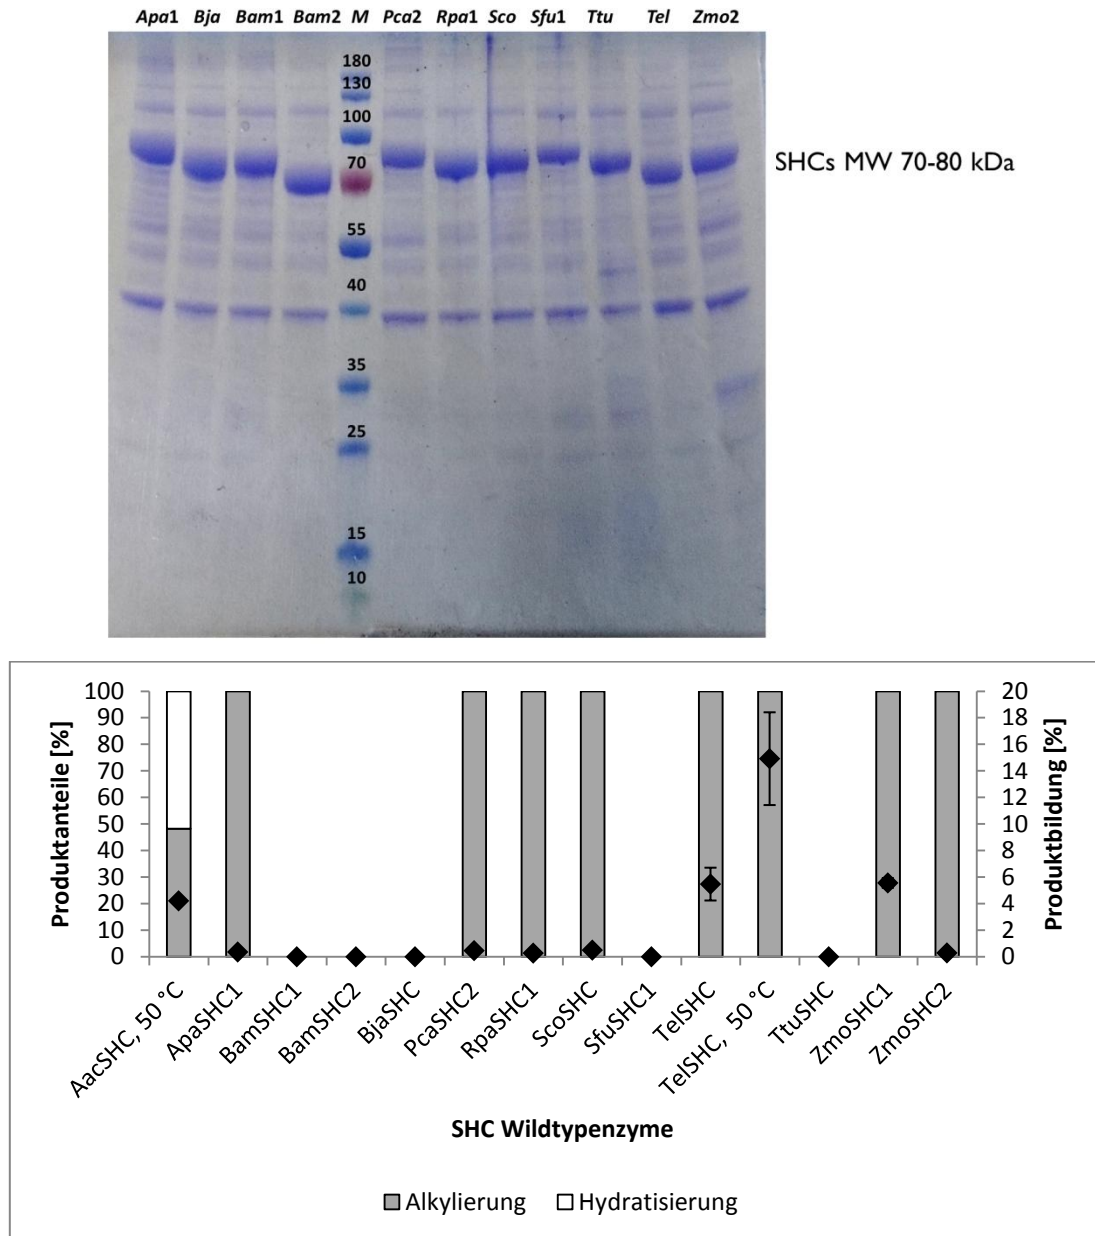 Apa1 Bja Bam1 Bam2 M Pca2 Rpa1 Sco Sfu1 Ttu Tel Zmo2
180
130
100
70
SHCs MW 70-80 kDa
55
40
35
25
15
10
Produktanteile [%]
100
90
80
70
60
50
40
30
20
10
0
20
18
16
14
12
10
8
6
4
2
0
Produktbildung [%]
AacSHC, 50 °C
ApaSHC1
BamSHC1
BamSHC2
BjaSHC
PcaSHC2
RpaSHC1
ScoSHC
SfuSHC1
TelSHC
TelSHC, 50 °C
TtuSHC
ZmoSHC1
ZmoSHC2
SHC Wildtypenzyme
Alkylierung Hydratisierung